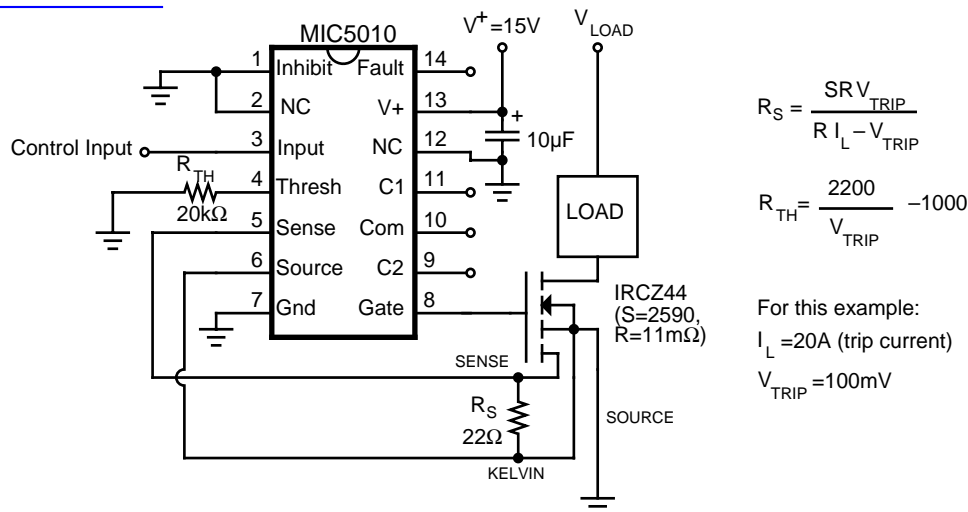 MIC5010
V+=15V
VLOAD
1 Inhibit Fault 14
2 NC V+ 13
+
10µF
Control Input
3 Input NC 12
RTH
20kΩ
4 Thresh C1 11
5 Sense Com 10
6 Source C2 9
7 Gnd Gate 8
LOAD
IRCZ44
(S=2590,
R=11mΩ)
SENSE
RS
22Ω
SOURCE
KELVIN
RS = SR VTRIP / R IL – VTRIP
RTH = 2200 / VTRIP –1000
For this example:
IL =20A (trip current)
VTRIP =100mV